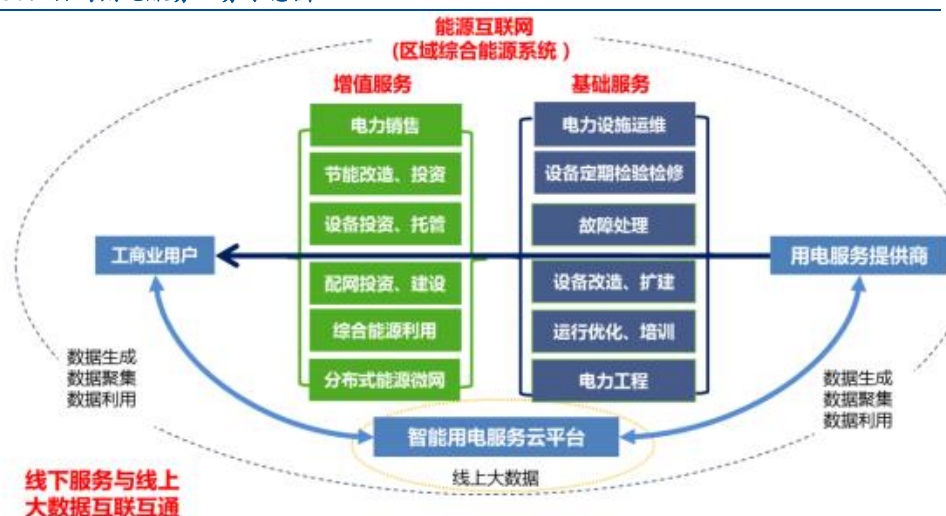 能源互联网
(区域综合能源系统）
增值服务
基础服务
电力销售
节能改造、投资
设备投资、托管
配网投资、建设
综合能源利用
分布式能源微网
电力设施运维
设备定期检验检修
故障处理
设备改造、扩建
运行优化、培训
电力工程
工商业用户
用电服务提供商
数据生成
数据聚集
数据利用
数据生成
数据聚集
数据利用
智能用电服务云平台
线上大数据
线下服务与线上
大数据互联互通